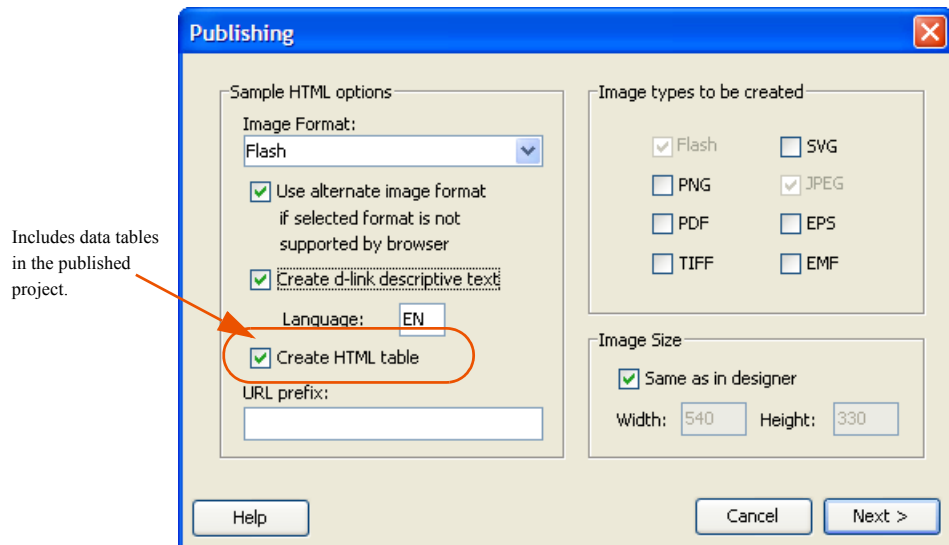 Publishing
Sample HTML options
Image Format:
Flash
Use alternate image format
if selected format is not
supported by browser
Create d-link descriptive text
Language: EN
Create HTML table
URL prefix:
Includes data tables
in the published
project.
Image types to be created
Flash SVG
PNG JPEG
PDF EPS
TIFF EMF
Image Size
Same as in designer
Width: 540 Height: 330
Help Cancel Next >